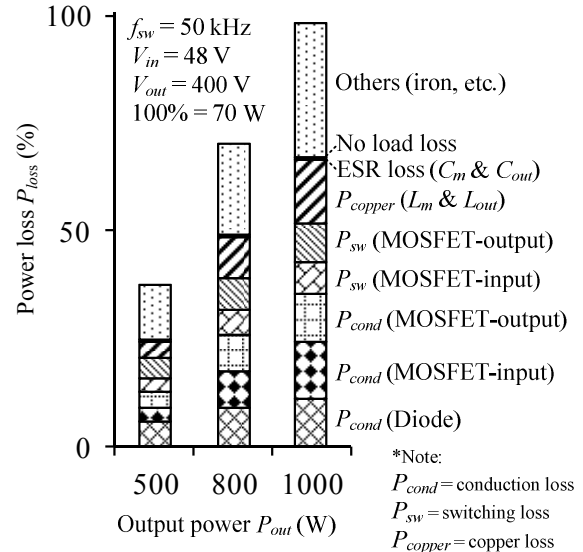 100
f_sw = 50 kHz
V_in = 48 V
V_out = 400 V
100% = 70 W
Others (iron, etc.)
No load loss
ESR loss (C_m & C_out)
P_copper (L_m & L_out)
50
P_sw (MOSFET-output)
P_sw (MOSFET-input)
P_cond (MOSFET-output)
P_cond (MOSFET-input)
P_cond (Diode)
0
Power loss P_loss (%)
500 800 1000
Output power P_out (W)
*Note:
P_cond = conduction loss
P_sw = switching loss
P_copper = copper loss